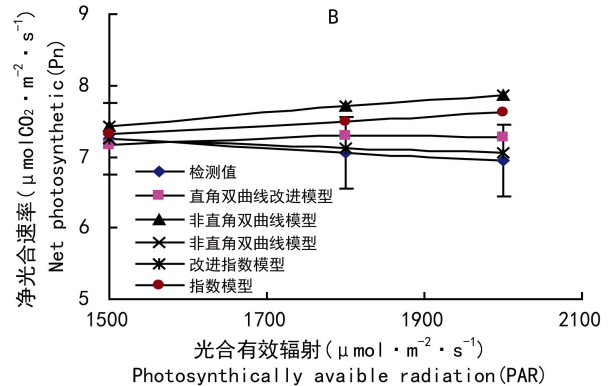 B
净光合速率(μmolCO₂·m⁻²·s⁻¹)
Net photosynthetic(Pn)
9
8
7
6
5
检测值
直角双曲线改进模型
非直角双曲线模型
非直角双曲线模型
改进指数模型
指数模型
1500 1700 1900 2100
光合有效辐射(μmol·m⁻²·s⁻¹)
Photosynthically avaible radiation(PAR)